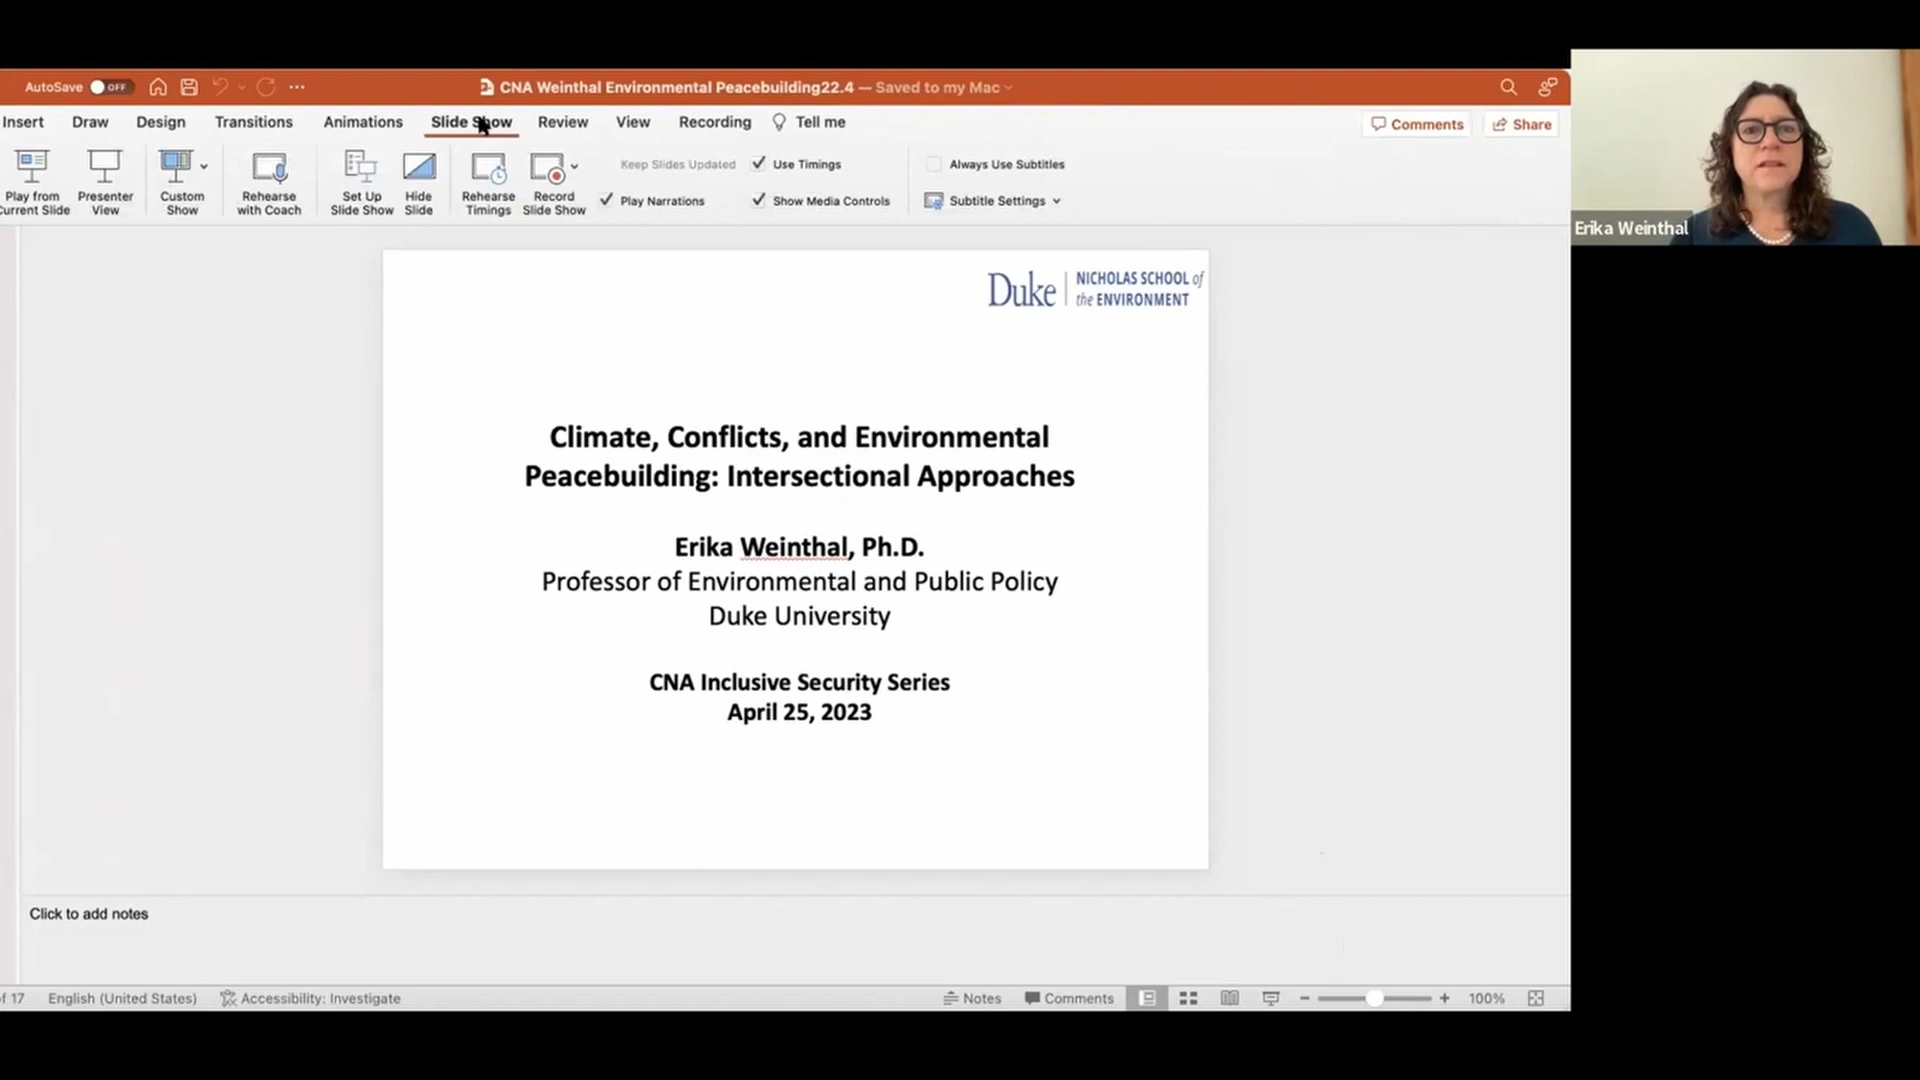 AutoSave OFF
CNA Weinthal Environmental Peacebuilding22.4 — Saved to my Mac
Insert Draw Design Transitions Animations Slide Show Review View Recording Tell me
Comments Share
Play from Current Slide
Presenter View
Custom Show
Rehearse with Coach
Set Up Slide Show
Hide Slide
Rehearse Timings
Record Slide Show
Keep Slides Updated
Use Timings
Play Narrations
Show Media Controls
Always Use Subtitles
Subtitle Settings
Erika Weinthal
Duke NICHOLAS SCHOOL of
the ENVIRONMENT
Climate, Conflicts, and Environmental
Peacebuilding: Intersectional Approaches
Erika Weinthal, Ph.D.
Professor of Environmental and Public Policy
Duke University
CNA Inclusive Security Series
April 25, 2023
Click to add notes
of 17 English (United States) Accessibility: Investigate
Notes Comments 100%